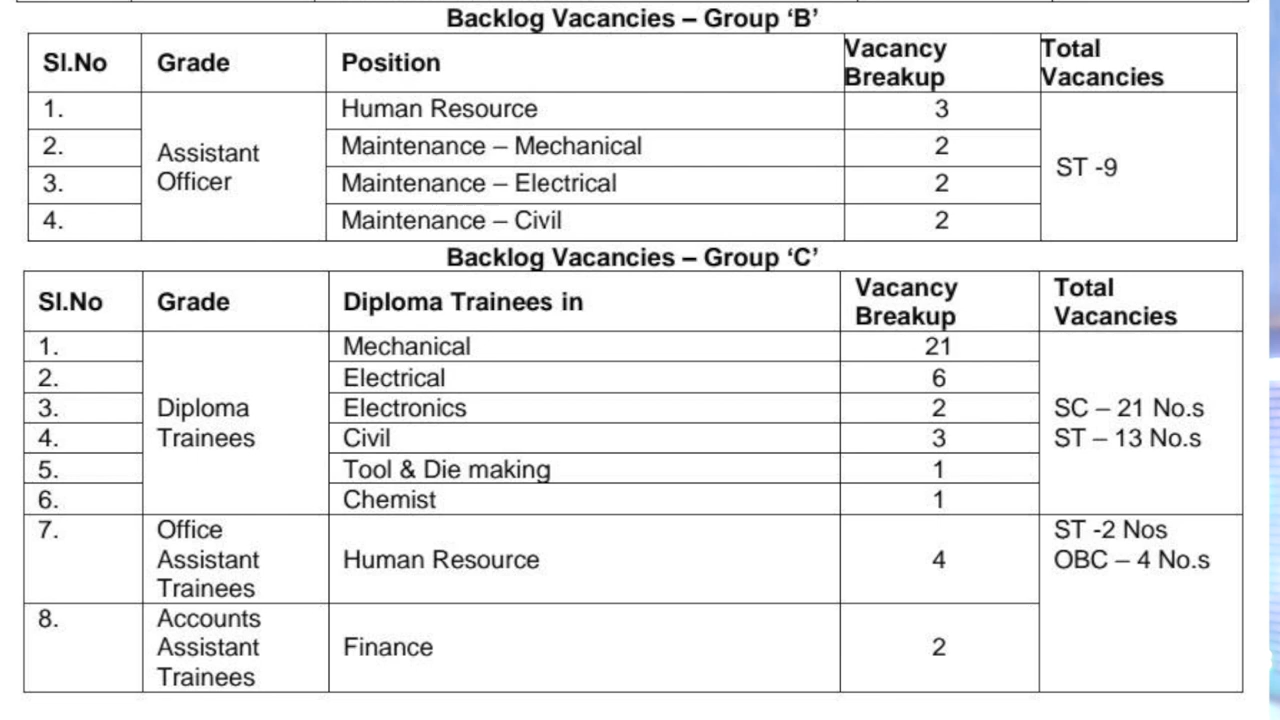 Backlog Vacancies – Group ‘B’
Sl.No Grade Position Vacancy Breakup Total Vacancies
1. Assistant Officer Human Resource 3 ST -9
2. Maintenance – Mechanical 2
3. Maintenance – Electrical 2
4. Maintenance – Civil 2
Backlog Vacancies – Group ‘C’
Sl.No Grade Diploma Trainees in Vacancy Breakup Total Vacancies
1. Diploma Trainees Mechanical 21 SC – 21 No.s ST – 13 No.s
2. Electrical 6
3. Electronics 2
4. Civil 3
5. Tool & Die making 1
6. Chemist 1
7. Office Assistant Trainees Human Resource 4 ST -2 Nos OBC – 4 No.s
8. Accounts Assistant Trainees Finance 2